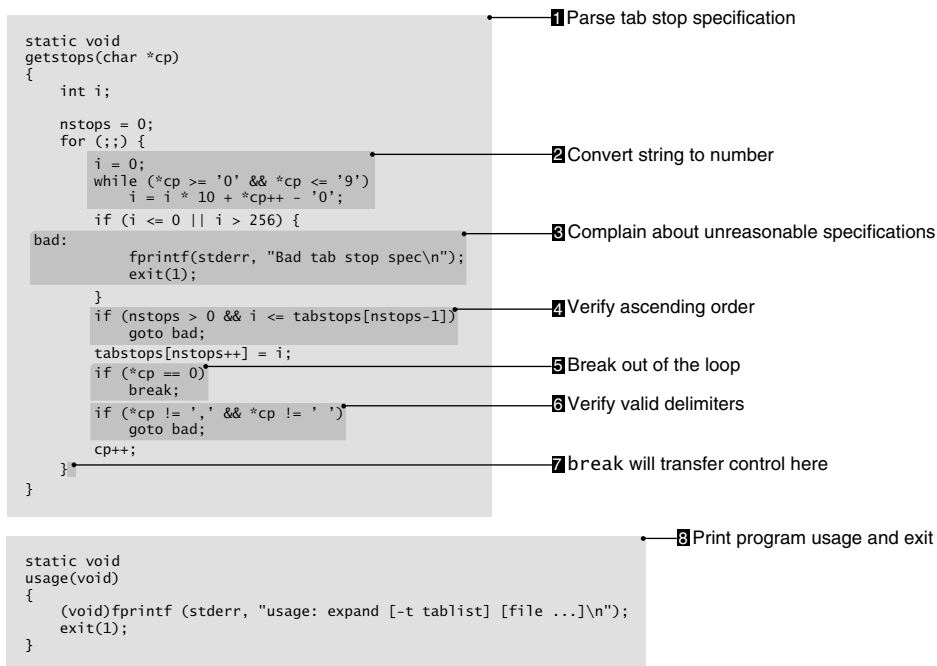 1 Parse tab stop specification
static void
getstops(char *cp)
{
    int i;
    nstops = 0;
    for (;;) {
        i = 0;
        while (*cp >= '0' && *cp <= '9')
            i = i * 10 + *cp++ - '0';
2 Convert string to number
        if (i <= 0 || i > 256) {
bad:
            fprintf(stderr, "Bad tab stop spec\n");
            exit(1);
3 Complain about unreasonable specifications
        }
        if (nstops > 0 && i <= tabstops[nstops-1])
            goto bad;
4 Verify ascending order
        tabstops[nstops++] = i;
        if (*cp == 0)
            break;
5 Break out of the loop
        if (*cp != ',' && *cp != ' ')
            goto bad;
6 Verify valid delimiters
        cp++;
    }
7 break will transfer control here
}
8 Print program usage and exit
static void
usage(void)
{
    (void)fprintf (stderr, "usage: expand [-t tablist] [file ...]\n");
    exit(1);
}